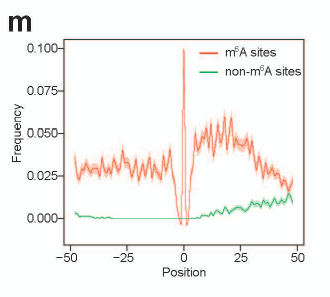 m
0.100
m⁶A sites
non-m⁶A sites
0.075
0.050
0.025
0.000
Frequency
−50
−25
0
25
50
Position